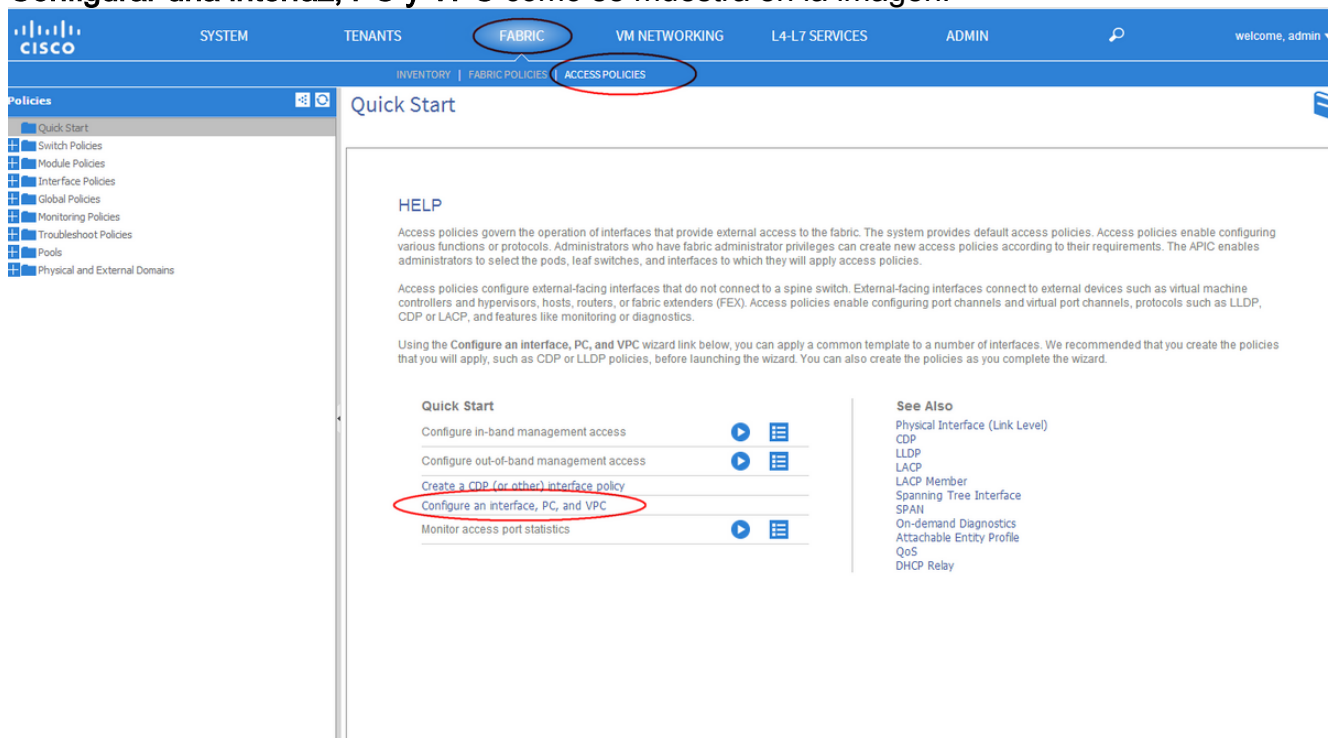 Configurar una interfaz, PC y VPC como se muestra en la imagen.
CISCO
SYSTEM TENANTS FABRIC VM NETWORKING L4-L7 SERVICES ADMIN welcome, admin
INVENTORY | FABRIC POLICIES | ACCESS POLICIES
Policies
Quick Start
Switch Policies
Module Policies
Interface Policies
Global Policies
Monitoring Policies
Troubleshoot Policies
Pools
Physical and External Domains
Quick Start
HELP
Access policies govern the operation of interfaces that provide external access to the fabric. The system provides default access policies. Access policies enable configuring
various functions or protocols. Administrators who have fabric administrator privileges can create new access policies according to their requirements. The APIC enables
administrators to select the pods, leaf switches, and interfaces to which they will apply access policies.
Access policies configure external-facing interfaces that do not connect to a spine switch. External-facing interfaces connect to external devices such as virtual machine
controllers and hypervisors, hosts, routers, or fabric extenders (FEX). Access policies enable configuring port channels and virtual port channels, protocols such as LLDP,
CDP or LACP, and features like monitoring or diagnostics.
Using the Configure an interface, PC, and VPC wizard link below, you can apply a common template to a number of interfaces. We recommended that you create the policies
that you will apply, such as CDP or LLDP policies, before launching the wizard. You can also create the policies as you complete the wizard.
Quick Start
Configure in-band management access
Configure out-of-band management access
Create a CDP (or other) interface policy
Configure an interface, PC, and VPC
Monitor access port statistics
See Also
Physical Interface (Link Level)
CDP
LLDP
LACP
LACP Member
Spanning Tree Interface
SPAN
On-demand Diagnostics
Attachable Entity Profile
QoS
DHCP Relay